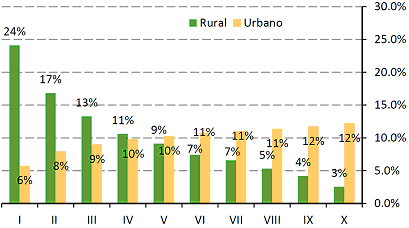 Rural Urbano
30.0%
25.0%
20.0%
15.0%
10.0%
5.0%
0.0%
24% 17% 13% 11% 9% 7% 7% 5% 4% 3%
6% 8% 9% 10% 10% 11% 11% 11% 12% 12%
I II III IV V VI VII VIII IX X